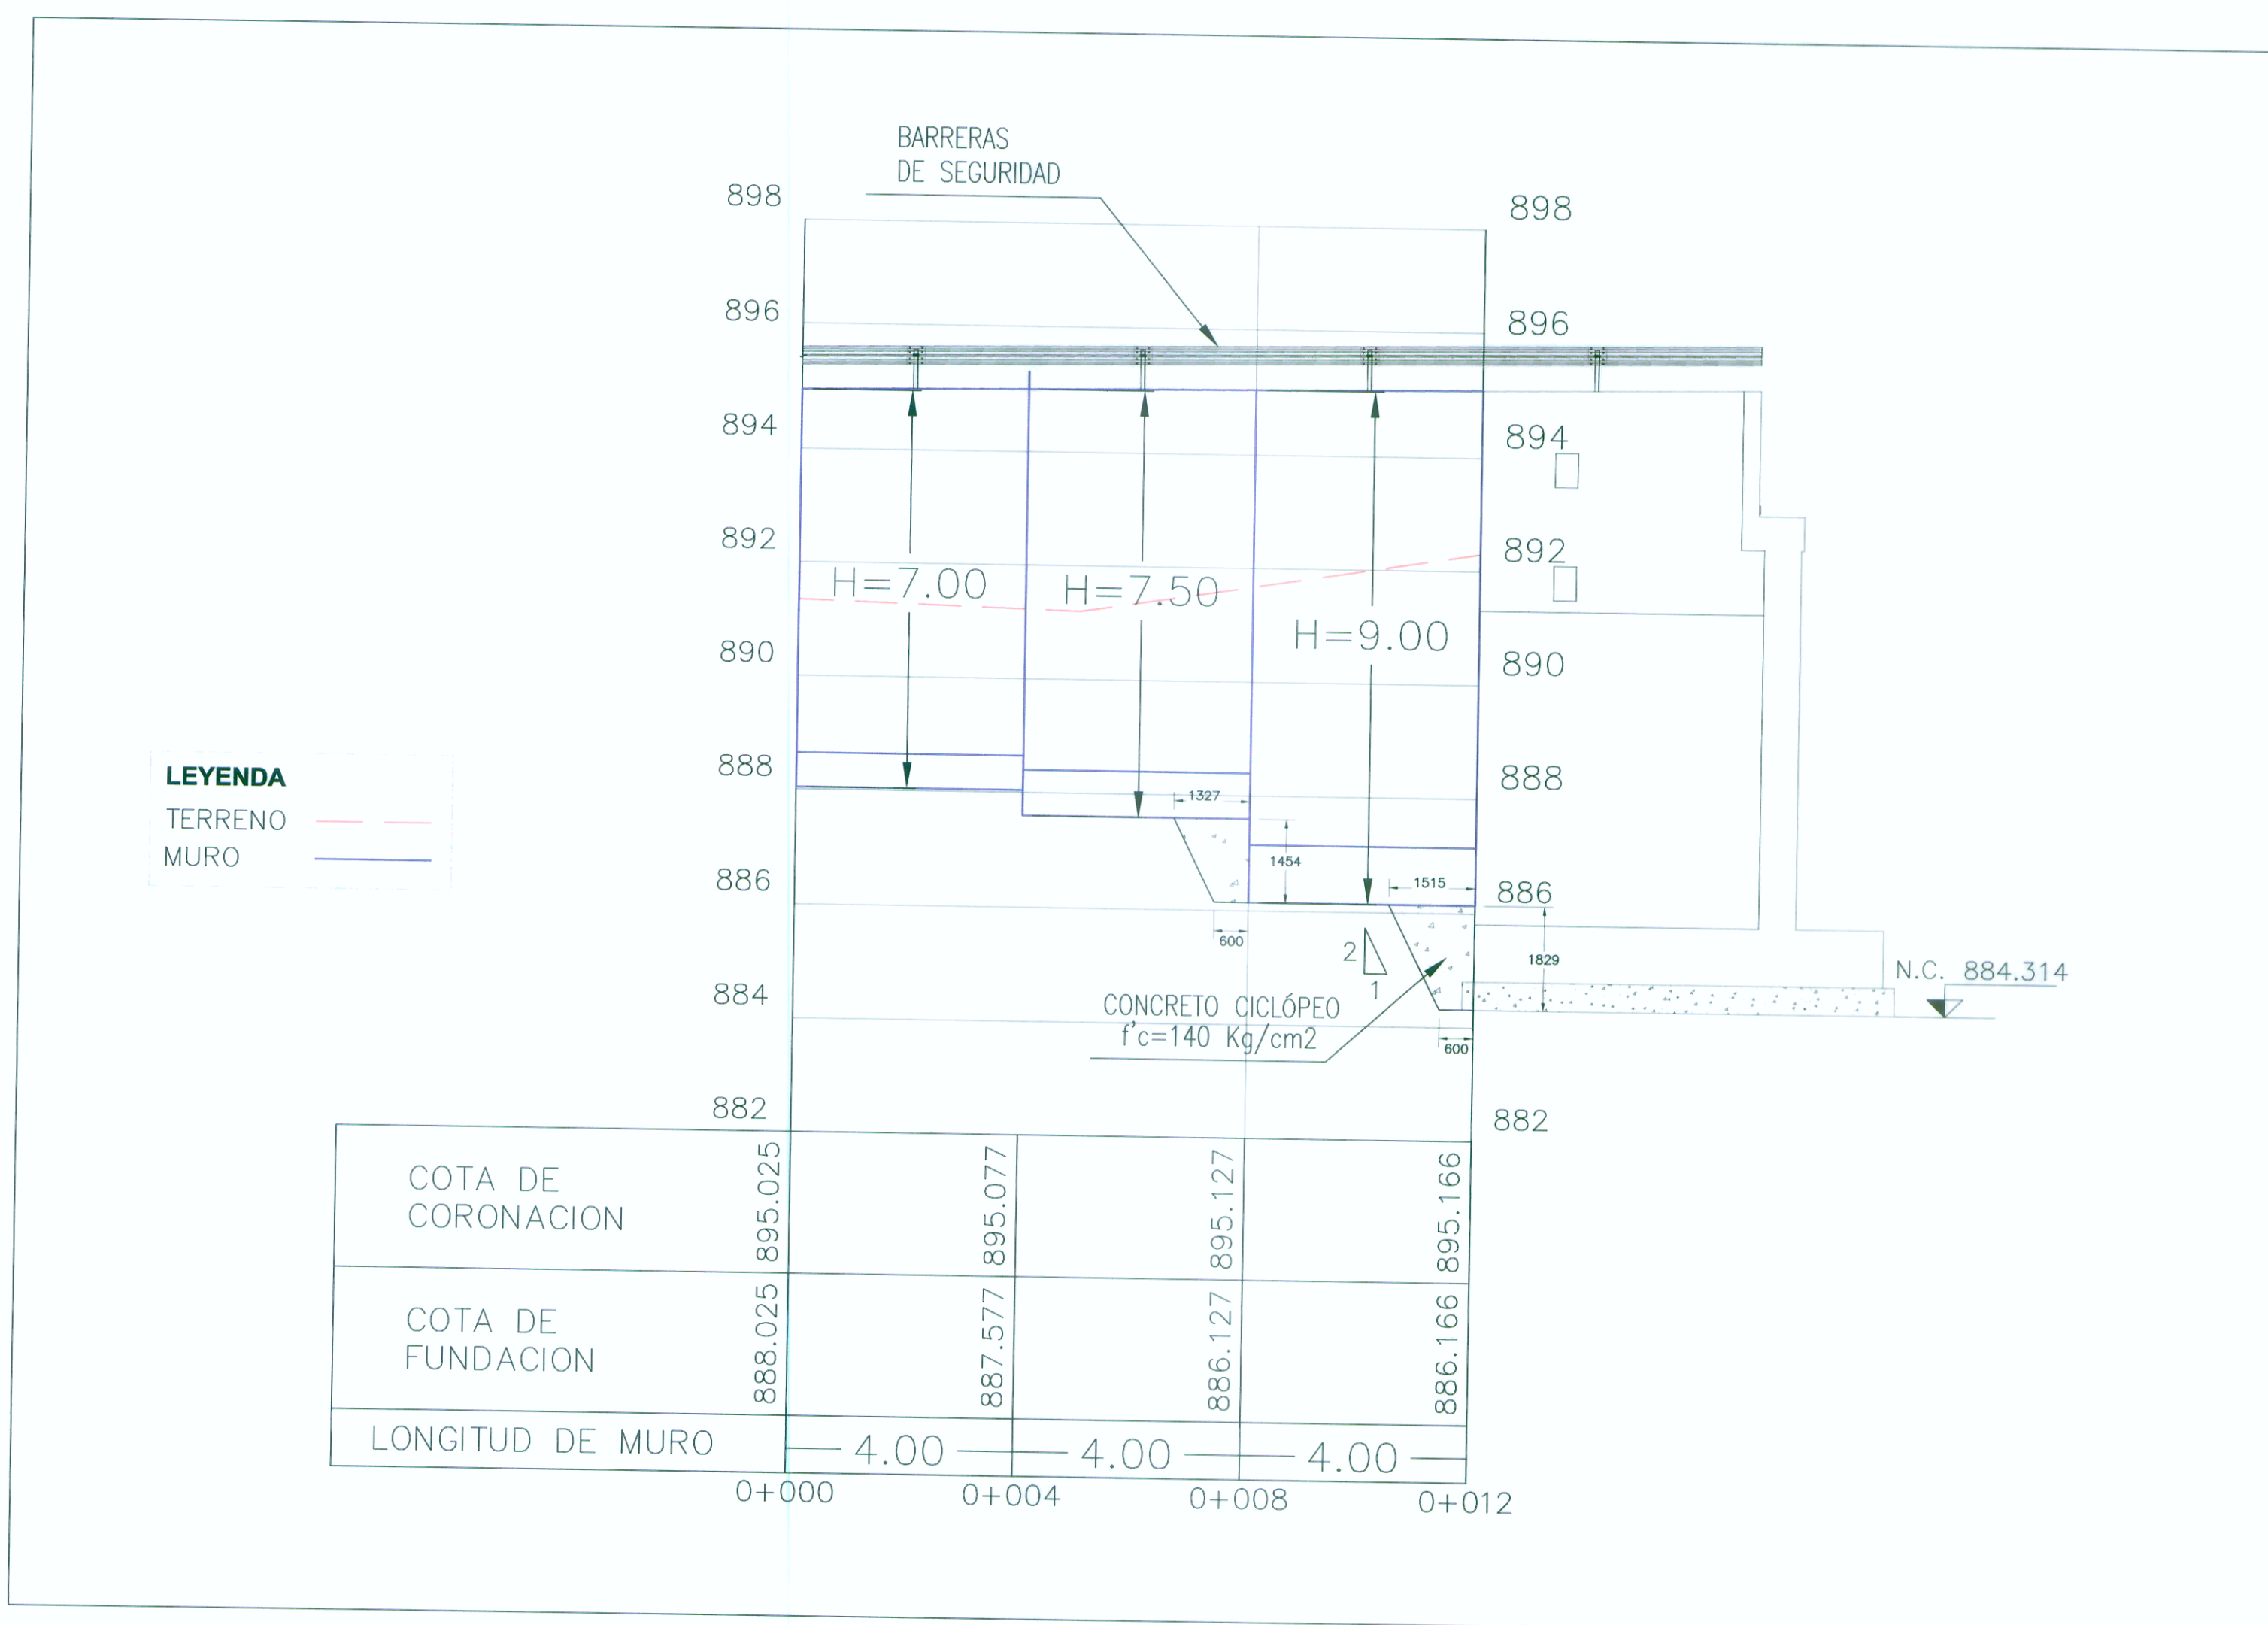 BARRERAS
DE SEGURIDAD
898
898
896
896
894
894
892
892
H=7.00
H=7.50
H=9.00
890
890
888
888
1327
1454
1515
886
886
600
2
1
1829
N.C. 884.314
884
CONCRETO CICLÓPEO
f'c=140 Kg/cm2
600
882
882
LEYENDA
TERRENO
MURO
COTA DE
CORONACION
895.025
895.077
895.127
895.166
COTA DE
FUNDACION
888.025
887.577
886.127
886.166
LONGITUD DE MURO
4.00
4.00
4.00
0+000
0+004
0+008
0+012